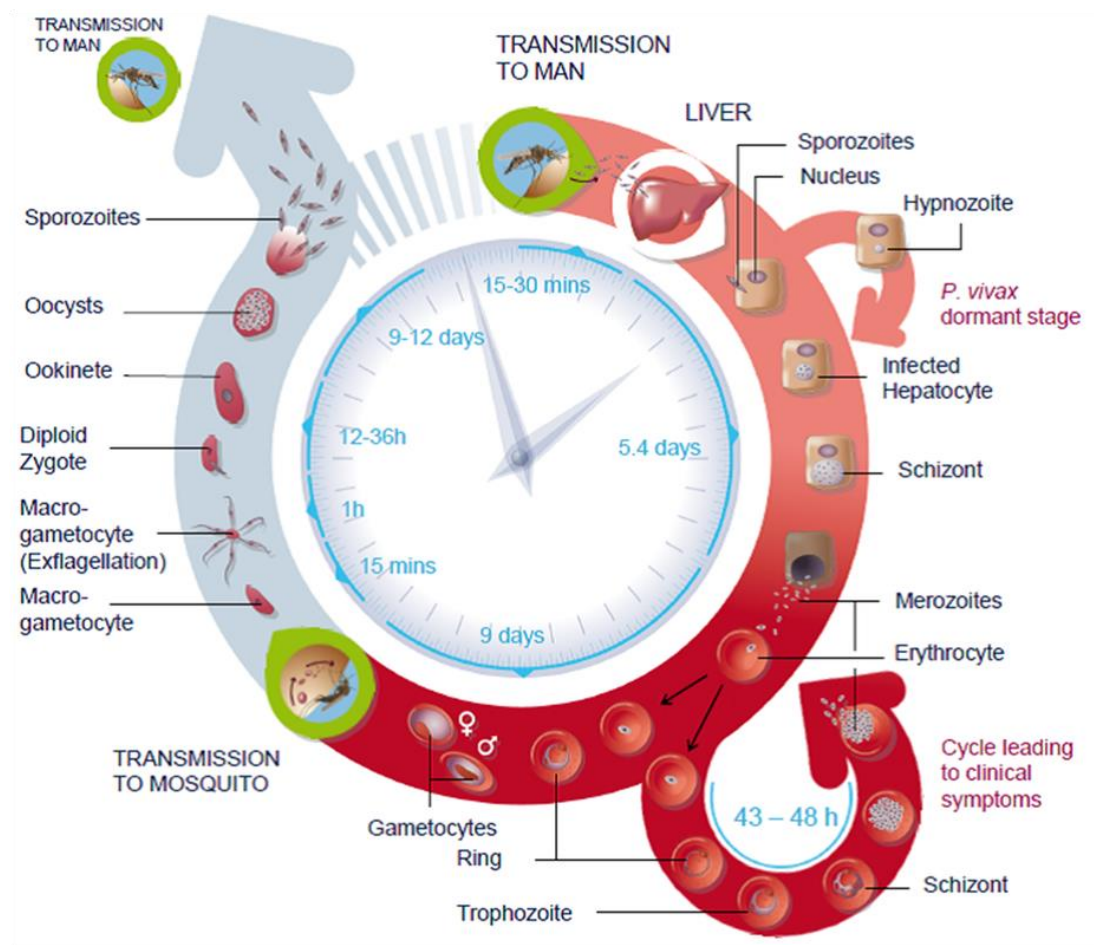 TRANSMISSION
TO MAN
TRANSMISSION
TO MAN
LIVER
Sporozoites
Nucleus
Hypnozoite
P. vivax
dormant stage
Infected
Hepatocyte
Schizont
Merozoites
Erythrocyte
Cycle leading
to clinical
symptoms
Schizont
43 – 48 h
Trophozoite
Ring
Gametocytes
♀
♂
TRANSMISSION
TO MOSQUITO
Macro-
gametocyte
Macro-
gametocyte
(Exflagellation)
Diploid
Zygote
Ookinete
Oocysts
Sporozoites
15-30 mins
5.4 days
9 days
15 mins
1h
12-36h
9-12 days